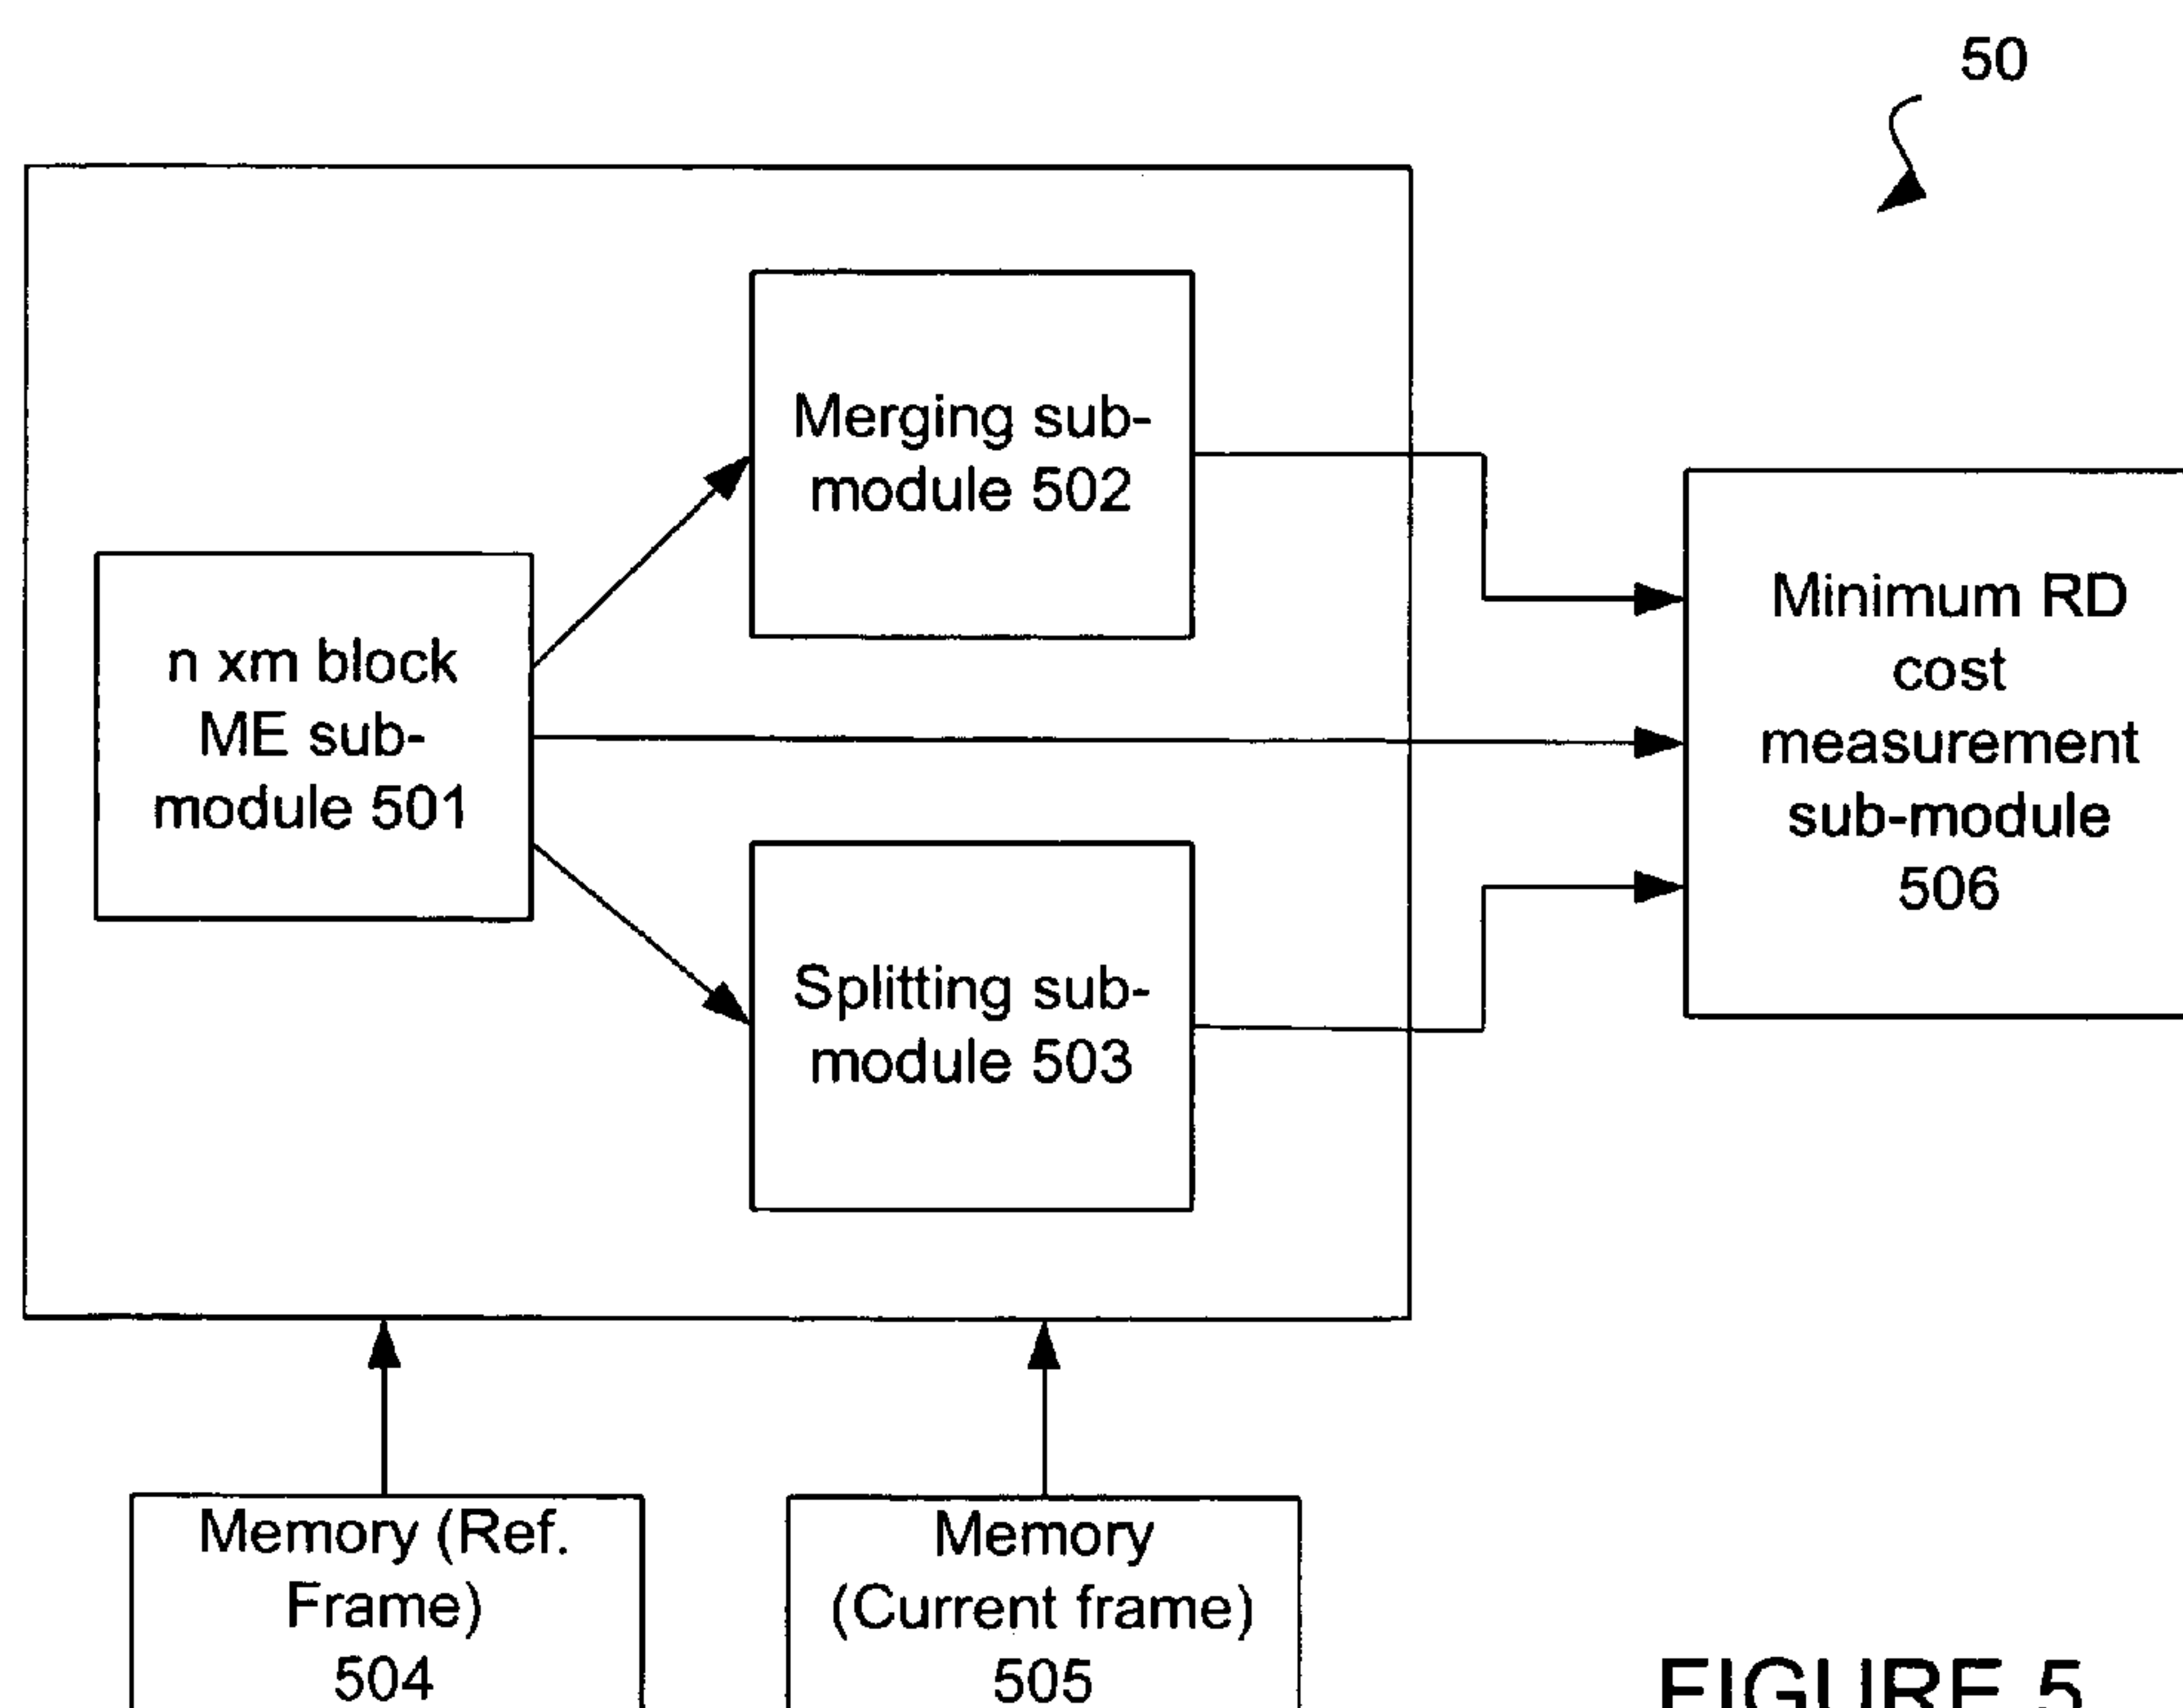 50
Merging sub-
module 502
n xm block
ME sub-
module 501
Minimum RD
cost
measurement
sub-module
506
Splitting sub-
module 503
Memory (Ref.
Frame)
504
Memory
(Current frame)
505
FIGURE 5